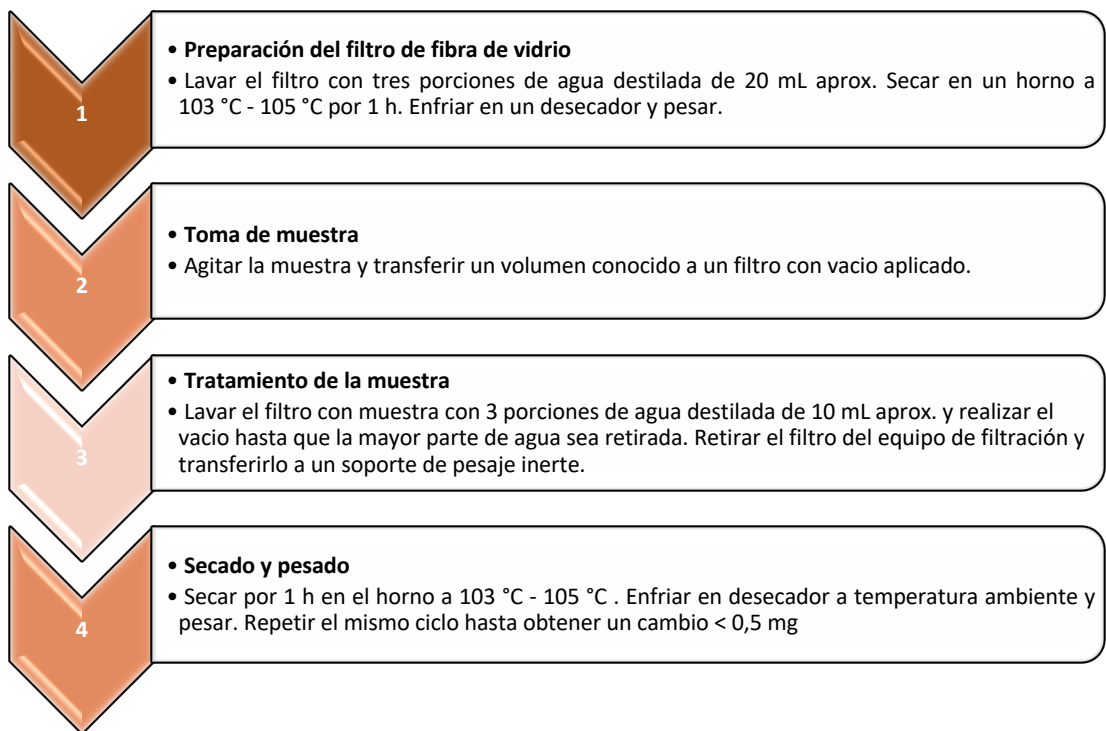 1
• Preparación del filtro de fibra de vidrio
• Lavar el filtro con tres porciones de agua destilada de 20 mL aprox. Secar en un horno a
103 °C - 105 °C por 1 h. Enfriar en un desecador y pesar.
2
• Toma de muestra
• Agitar la muestra y transferir un volumen conocido a un filtro con vacio aplicado.
3
• Tratamiento de la muestra
• Lavar el filtro con muestra con 3 porciones de agua destilada de 10 mL aprox. y realizar el
vacio hasta que la mayor parte de agua sea retirada. Retirar el filtro del equipo de filtración y
transferirlo a un soporte de pesaje inerte.
4
• Secado y pesado
• Secar por 1 h en el horno a 103 °C - 105 °C . Enfriar en desecador a temperatura ambiente y
pesar. Repetir el mismo ciclo hasta obtener un cambio < 0,5 mg